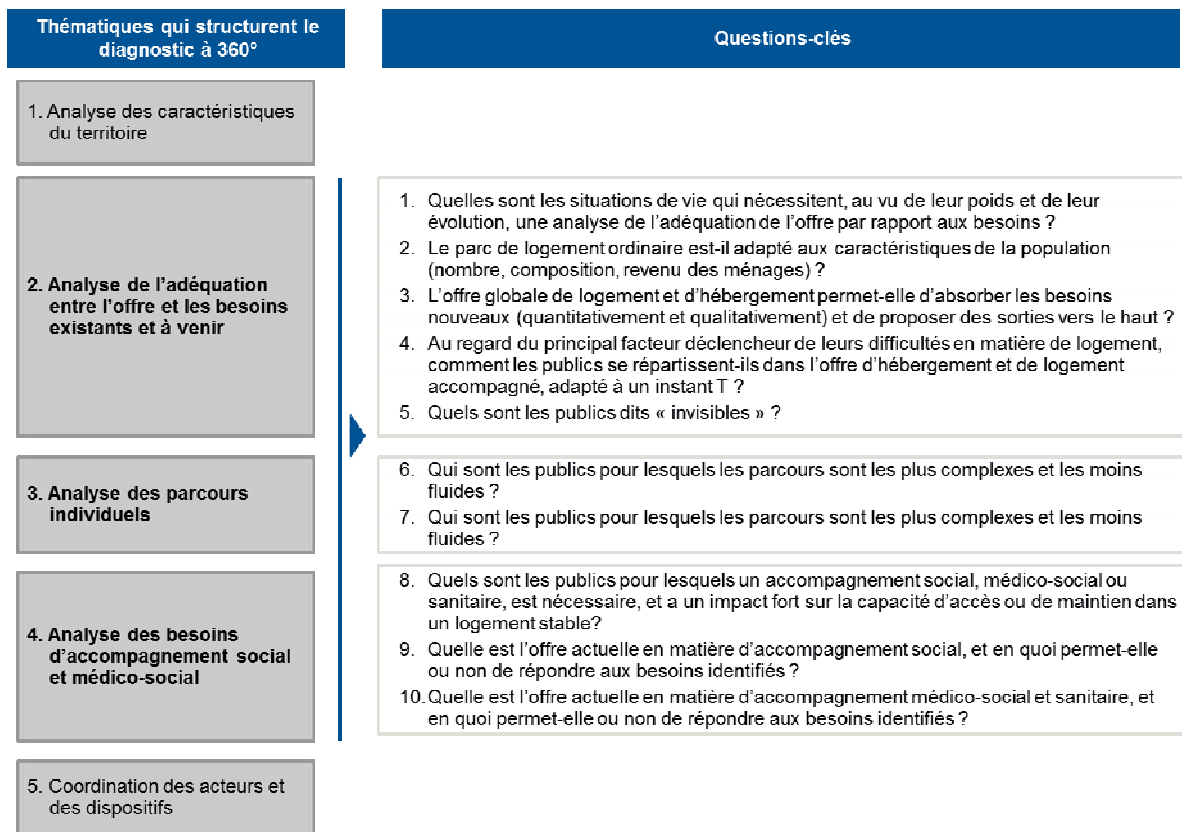 Thématiques qui structurent le
diagnostic à 360°
Questions-clés
1. Analyse des caractéristiques
du territoire
2. Analyse de l'adéquation
entre l'offre et les besoins
existants et à venir
1. Quelles sont les situations de vie qui nécessitent, au vu de leur poids et de leur
évolution, une analyse de l'adéquation de l'offre par rapport aux besoins ?
2. Le parc de logement ordinaire est-il adapté aux caractéristiques de la population
(nombre, composition, revenu des ménages) ?
3. L'offre globale de logement et d'hébergement permet-elle d'absorber les besoins
nouveaux (quantitativement et qualitativement) et de proposer des sorties vers le haut ?
4. Au regard du principal facteur déclencheur de leurs difficultés en matière de logement,
comment les publics se répartissent-ils dans l'offre d'hébergement et de logement
accompagné, adapté à un instant T ?
5. Quels sont les publics dits « invisibles » ?
3. Analyse des parcours
individuels
6. Qui sont les publics pour lesquels les parcours sont les plus complexes et les moins
fluides ?
7. Qui sont les publics pour lesquels les parcours sont les plus complexes et les moins
fluides ?
4. Analyse des besoins
d'accompagnement social
et médico-social
8. Quels sont les publics pour lesquels un accompagnement social, médico-social ou
sanitaire, est nécessaire, et a un impact fort sur la capacité d'accès ou de maintien dans
un logement stable?
9. Quelle est l'offre actuelle en matière d'accompagnement social, et en quoi permet-elle
ou non de répondre aux besoins identifiés ?
10. Quelle est l'offre actuelle en matière d'accompagnement médico-social et sanitaire, et
en quoi permet-elle ou non de répondre aux besoins identifiés ?
5. Coordination des acteurs et
des dispositifs